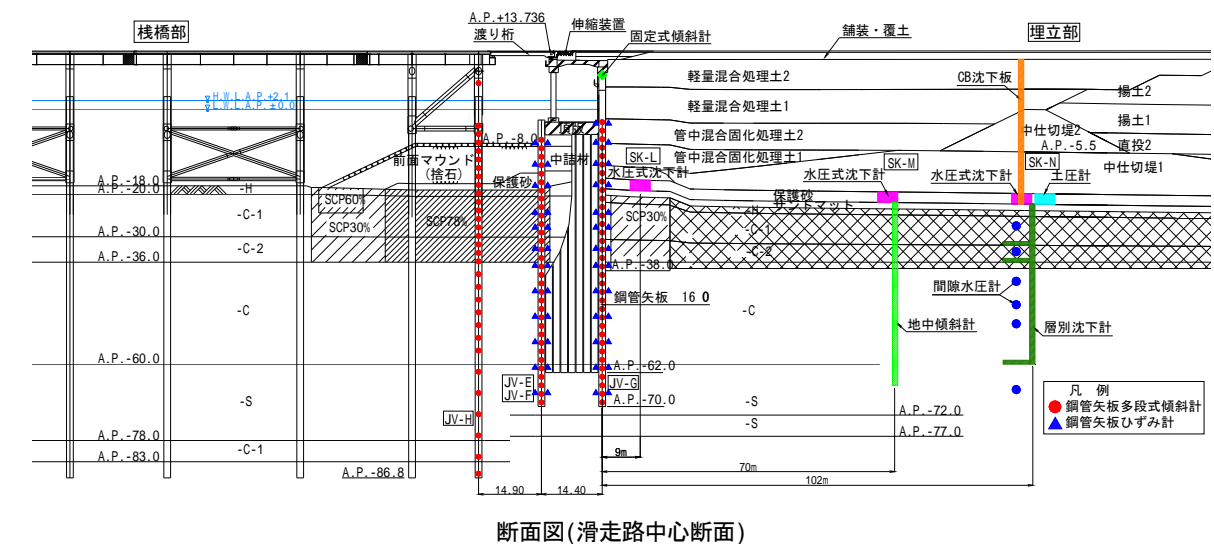 A.P.+13.736
伸縮装置
桟橋部
渡り桁
固定式傾斜計
舗装・覆土
埋立部
CB沈下板
軽量混合処理土2
揚土2
H.W.L.A.P.+2.1
L.W.L.A.P.±0.0
軽量混合処理土1
揚土1
中仕切堤2
管中混合固化処理土2
直投2
A.P.-8.0
A.P.-5.5
前面マウンド
(捨石)
中詰材
管中混合固化処理土1
中仕切堤1
SK-L
SK-M
SK-N
水圧式沈下計
水圧式沈下計
水圧式沈下計
土圧計
A.P.-18.0
A.P.-20.0
-H
保護砂
保護砂
サンドマット
SCP60%
SCP30%
SCP78%
SCP30%
-H
-C-1
-C-1
A.P.-30.0
-C-2
-C-2
A.P.-36.0
A.P.-38.0
間隙水圧計
鋼管矢板 16 0
-C
-C
地中傾斜計
層別沈下計
A.P.-60.0
A.P.-62.0
JV-E
JV-F
JV-G
凡 例
鋼管矢板多段式傾斜計
鋼管矢板ひずみ計
A.P.-70.0
-S
-S
JV-H
A.P.-72.0
-S
A.P.-77.0
A.P.-78.0
-C-1
A.P.-83.0
9m
A.P.-86.8
70m
102m
14.90
14.40
断面図(滑走路中心断面)